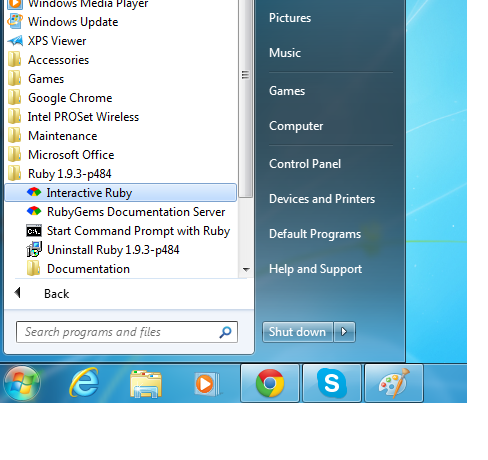 Windows Media Player
Windows Update
XPS Viewer
Accessories
Games
Google Chrome
Intel PROSet Wireless
Maintenance
Microsoft Office
Ruby 1.9.3-p484
Interactive Ruby
RubyGems Documentation Server
Start Command Prompt with Ruby
Uninstall Ruby 1.9.3-p484
Documentation
Back
Search programs and files
Pictures
Music
Games
Computer
Control Panel
Devices and Printers
Default Programs
Help and Support
Shut down